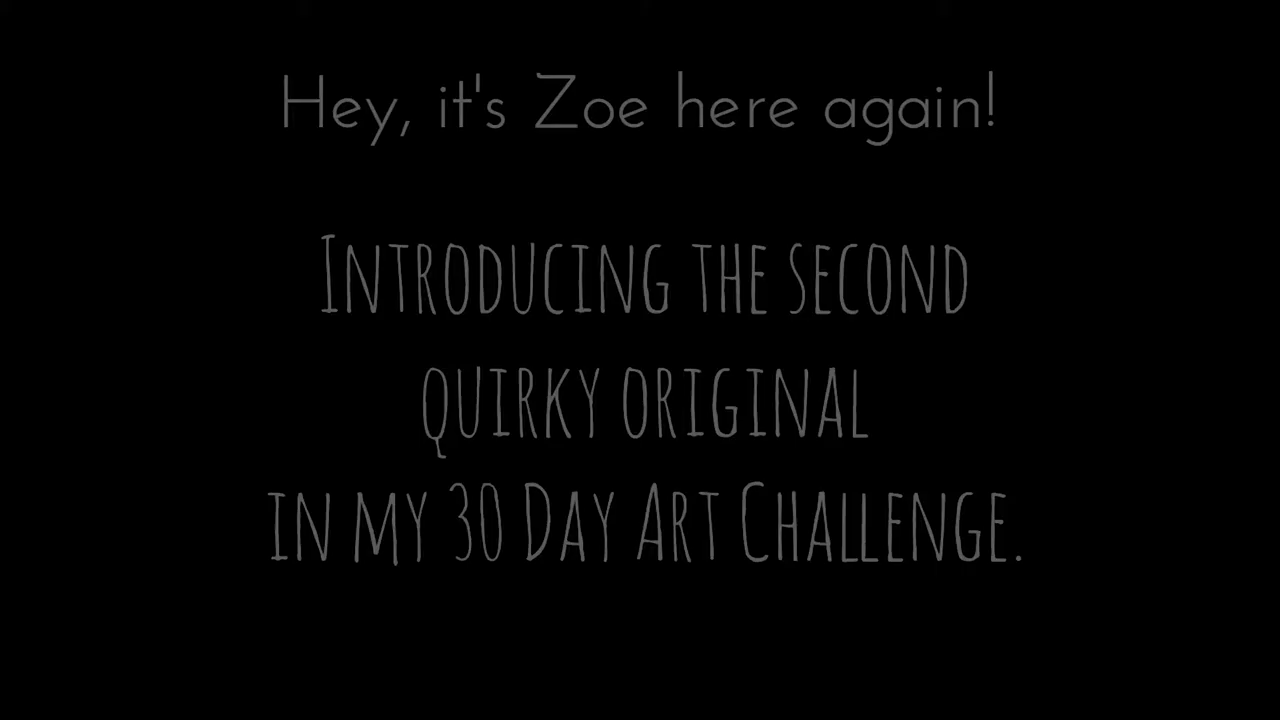 Hey, it's Zoe here again!
Introducing the second
quirky original
in my 30 Day Art Challenge.